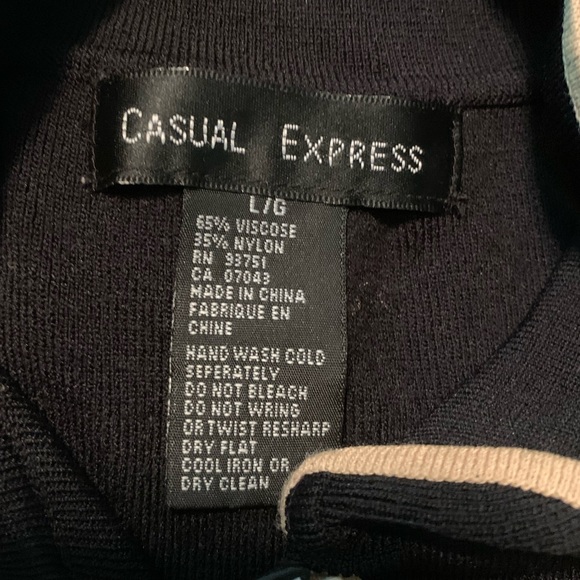 CASUAL EXPRESS
L/G
65% VISCOSE
35% NYLON
RN 93751
CA 07043
MADE IN CHINA
FABRIQUE EN
CHINE
HAND WASH COLD
SEPERATELY
DO NOT BLEACH
DO NOT WRING
OR TWIST RESHARP
DRY FLAT
COOL IRON OR
DRY CLEAN